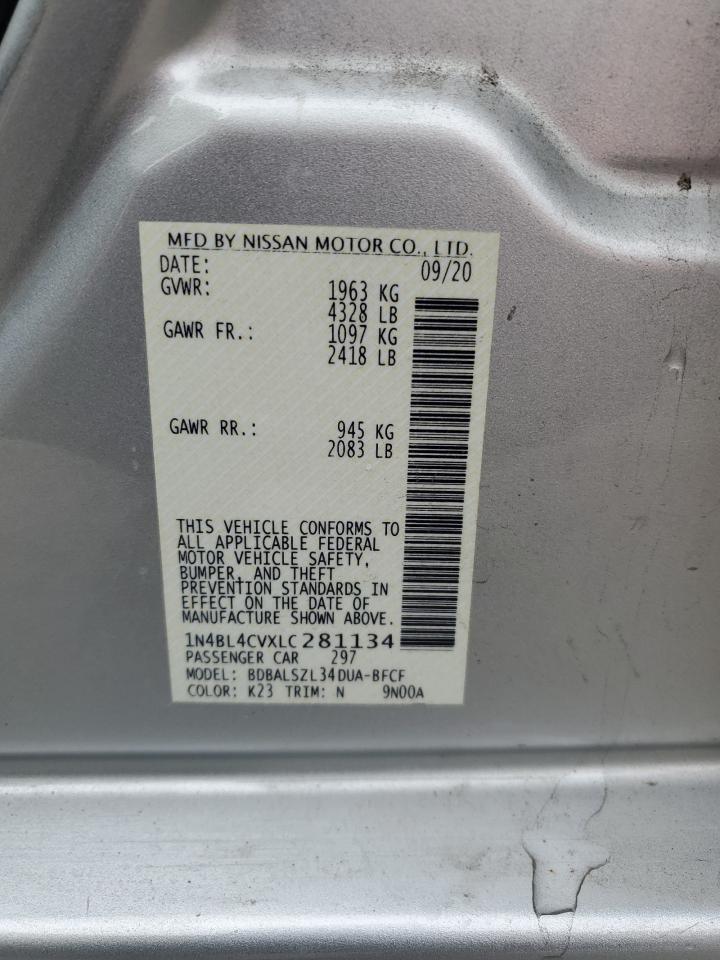 MFD BY NISSAN MOTOR CO., LTD.
DATE: 09/20
GVWR: 1963 KG
4328 LB
GAWR FR.: 1097 KG
2418 LB
GAWR RR.: 945 KG
2083 LB
THIS VEHICLE CONFORMS TO
ALL APPLICABLE FEDERAL
MOTOR VEHICLE SAFETY,
BUMPER, AND THEFT
PREVENTION STANDARDS IN
EFFECT ON THE DATE OF
MANUFACTURE SHOWN ABOVE.
1N4BL4CVXLC281134
PASSENGER CAR 297
MODEL: BDBALSZL34DUA-BFCF
COLOR: K23 TRIM: N 9N00A